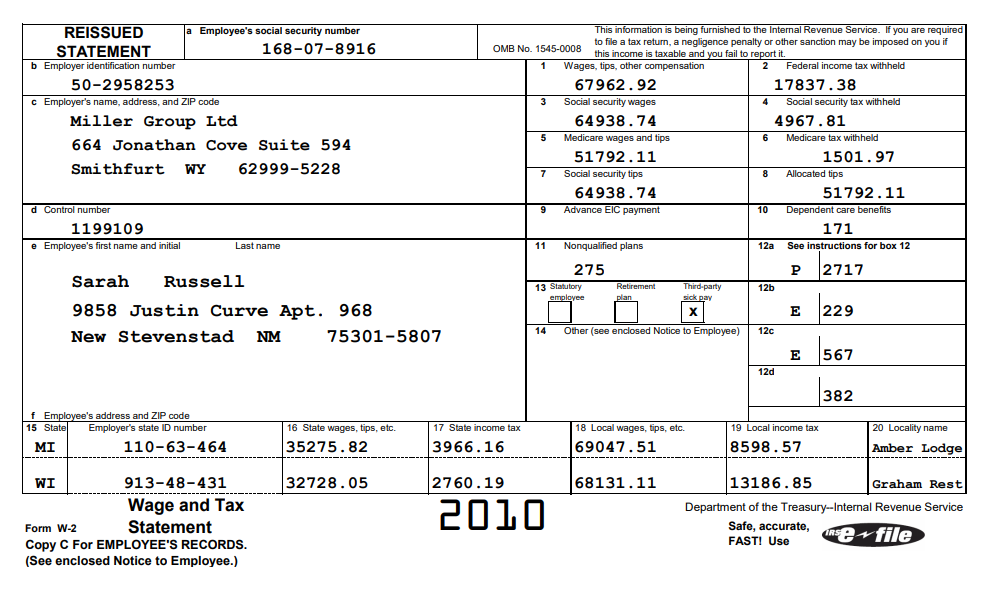 REISSUED
STATEMENT
a Employee's social security number
168-07-8916
OMB No. 1545-0008
This information is being furnished to the Internal Revenue Service. If you are required
to file a tax return, a negligence penalty or other sanction may be imposed on you if
this income is taxable and you fail to report it.
b Employer identification number
50-2958253
1 Wages, tips, other compensation
67962.92
2 Federal income tax withheld
17837.38
c Employer's name, address, and ZIP code
Miller Group Ltd
664 Jonathan Cove Suite 594
Smithfurt WY 62999-5228
3 Social security wages
64938.74
4 Social security tax withheld
4967.81
5 Medicare wages and tips
51792.11
6 Medicare tax withheld
1501.97
7 Social security tips
64938.74
8 Allocated tips
51792.11
d Control number
1199109
9 Advance EIC payment
10 Dependent care benefits
171
e Employee's first name and initial Last name
Sarah Russell
9858 Justin Curve Apt. 968
New Stevenstad NM 75301-5807
f Employee's address and ZIP code
11 Nonqualified plans
275
12a See instructions for box 12
P 2717
13 Statutory employee
Retirement plan
Third-party sick pay
x
12b
E 229
14 Other (see enclosed Notice to Employee)
12c
E 567
12d
382
15 State Employer's state ID number 16 State wages, tips, etc. 17 State income tax 18 Local wages, tips, etc. 19 Local income tax 20 Locality name
MI 110-63-464 35275.82 3966.16 69047.51 8598.57 Amber Lodge
WI 913-48-431 32728.05 2760.19 68131.11 13186.85 Graham Rest
Form W-2
Wage and Tax
Statement
2010
Department of the Treasury--Internal Revenue Service
Copy C For EMPLOYEE'S RECORDS.
(See enclosed Notice to Employee.)
Safe, accurate,
FAST! Use
IRS e-file